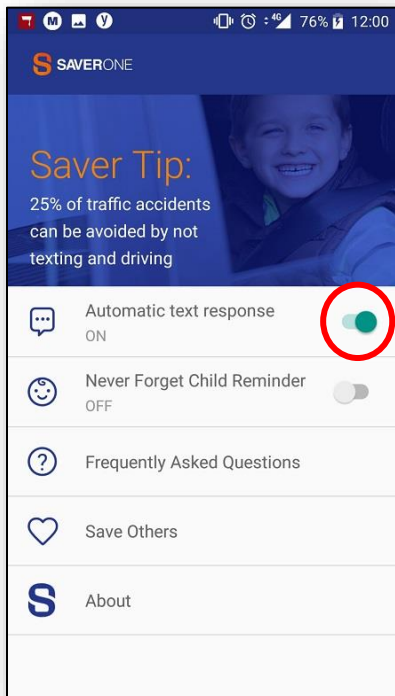 4G 76% 12:00
S SAVERONE
Saver Tip:
25% of traffic accidents
can be avoided by not
texting and driving
Automatic text response
ON
Never Forget Child Reminder
OFF
? Frequently Asked Questions
Save Others
S About